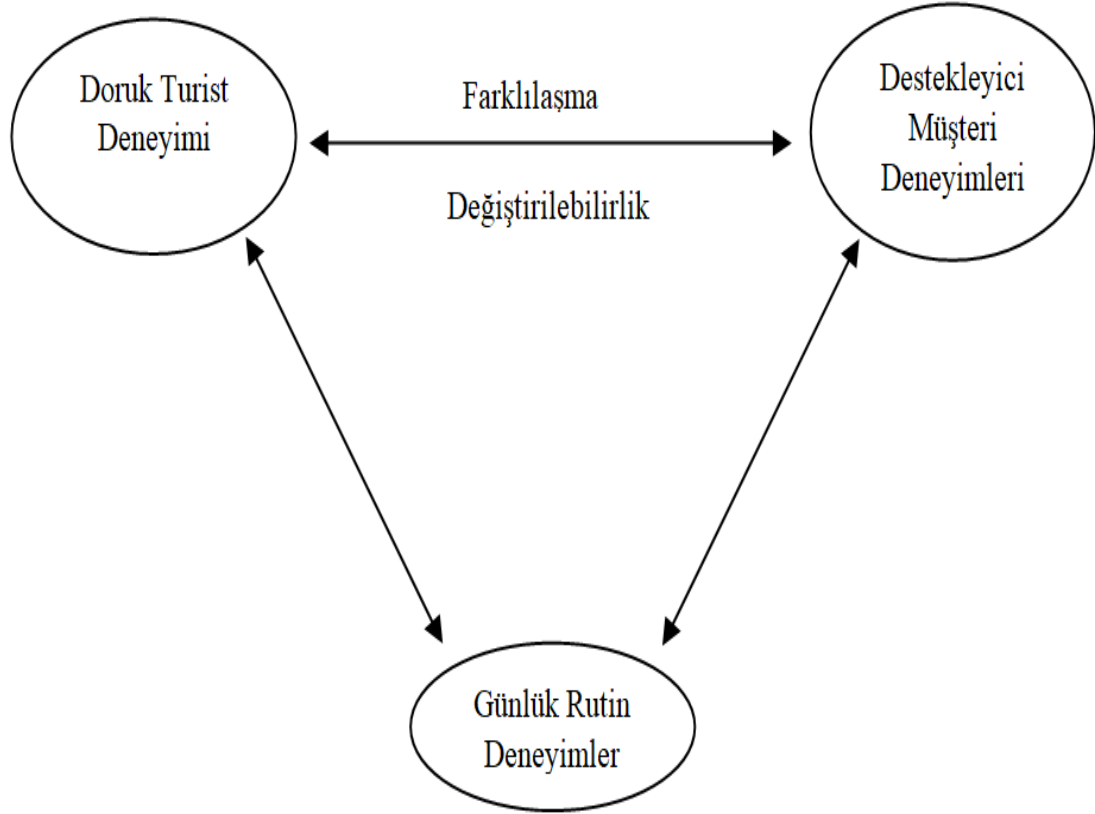 Doruk Turist
Deneyimi
Farklılaşma
Değiştirilebilirlik
Destekleyici
Müşteri
Deneyimleri
Günlük Rutin
Deneyimler